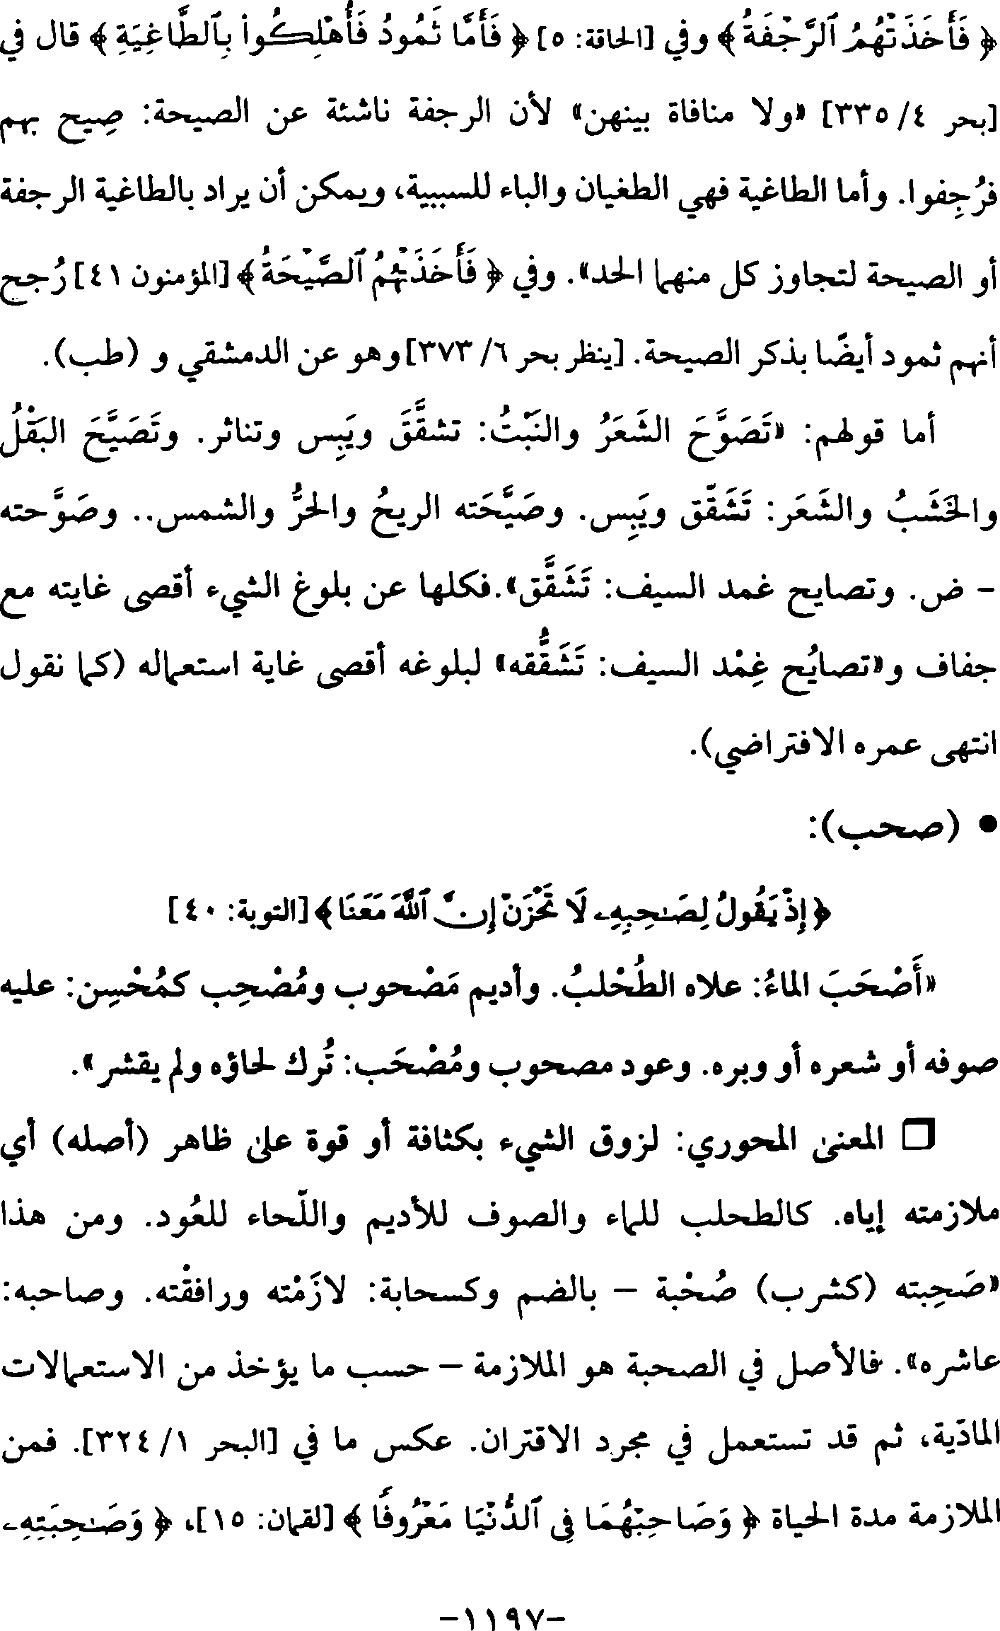 ﴿ فَأَخَذَتْهُمُ ٱلرَّجْفَةُ ﴾ وفي [الحاقة: ٥] ﴿ فَأَمَّا ثَمُودُ فَأُهْلِكُوا۟ بِٱلطَّاغِيَةِ ﴾ قال في
[بحر ٤/ ٣٣٥] «ولا منافاة بينهن» لأن الرجفة ناشئة عن الصيحة: صِيح بهم
فرُجِفوا. وأما الطاغية فهي الطغيان والباء للسببية، ويمكن أن يراد بالطاغية الرجفة
أو الصيحة لتجاوز كل منهما الحد». وفي ﴿ فَأَخَذَتْهُمُ ٱلصَّيْحَةُ ﴾ [المؤمنون ٤١] رُجح
أنهم ثمود أيضًا بذكر الصيحة. [ينظر بحر ٦/ ٣٧٣] وهو عن الدمشقي و (طب).
أما قولهم: «تَصَوَّحَ الشَعَرُ والنَبْتُ: تشقَّقَ ويَبِس وتناثر. وتَصَيَّحَ البَقْلُ
والخَشَبُ والشَعَر: تَشَقَّق ويَبِس. وصَيَّحَته الريحُ والحرُّ والشمس.. وصَوَّحته
– ض. وتصايح غمد السيف: تَشَقَّق».فكلها عن بلوغ الشيء أقصى غايته مع
جفاف و«تصايُح غِمْد السيف: تَشَقُّقه» لبلوغه أقصى غاية استعماله (كما نقول
انتهى عمره الافتراضي).
• (صحب):
﴿ إِذْ يَقُولُ لِصَـٰحِبِهِۦ لَا تَحْزَنْ إِنَّ ٱللَّهَ مَعَنَا ﴾ [التوبة: ٤٠]
«أَصْحَبَ الماءُ: علاه الطُحْلبُ. وأديم مَصْحوب ومُصْحِب كمُحْسِن: عليه
صوفه أو شعره أو وبره. وعود مصحوب ومُصْحَب: تُرك لحاؤه ولم يقشر».
❒ المعنىٰ المحوري: لزوق الشيء بكثافة أو قوة علىٰ ظاهر (أصله) أي
ملازمته إياه. كالطحلب للماء والصوف للأديم واللّحاء للعُود. ومن هذا
«صَحِبته (كشرب) صُحْبة – بالضم وكسحابة: لازَمْته ورافقْته. وصاحبه:
عاشره». فالأصل في الصحبة هو الملازمة – حسب ما يؤخذ من الاستعمالات
المادّية، ثم قد تستعمل في مجرد الاقتران. عكس ما في [البحر ١/ ٣٢٤]. فمن
الملازمة مدة الحياة ﴿ وَصَاحِبْهُمَا فِى ٱلدُّنْيَا مَعْرُوفًا ﴾ [لقمان: ١٥]، ﴿ وَصَـٰحِبَتِهِۦ
-١١٩٧-